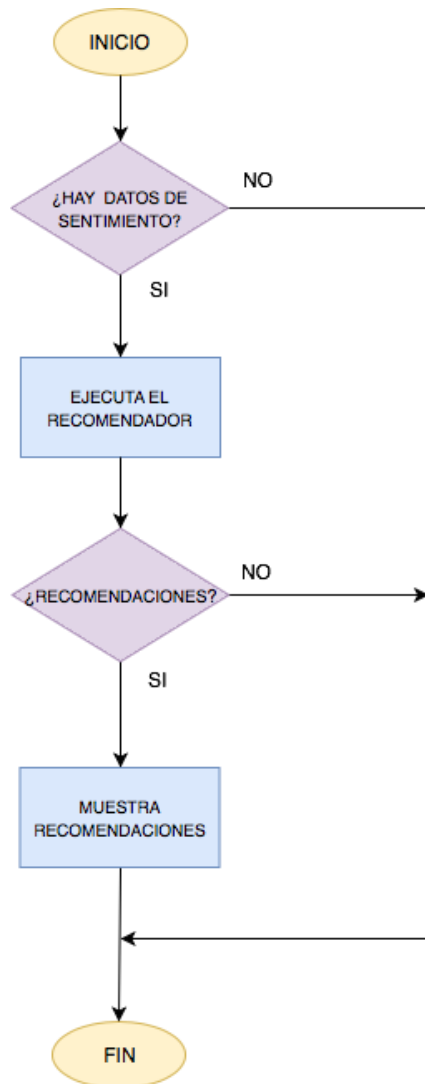 INICIO
¿HAY DATOS DE
SENTIMIENTO?
NO
SI
EJECUTA EL
RECOMENDADOR
¿RECOMENDACIONES?
NO
SI
MUESTRA
RECOMENDACIONES
FIN